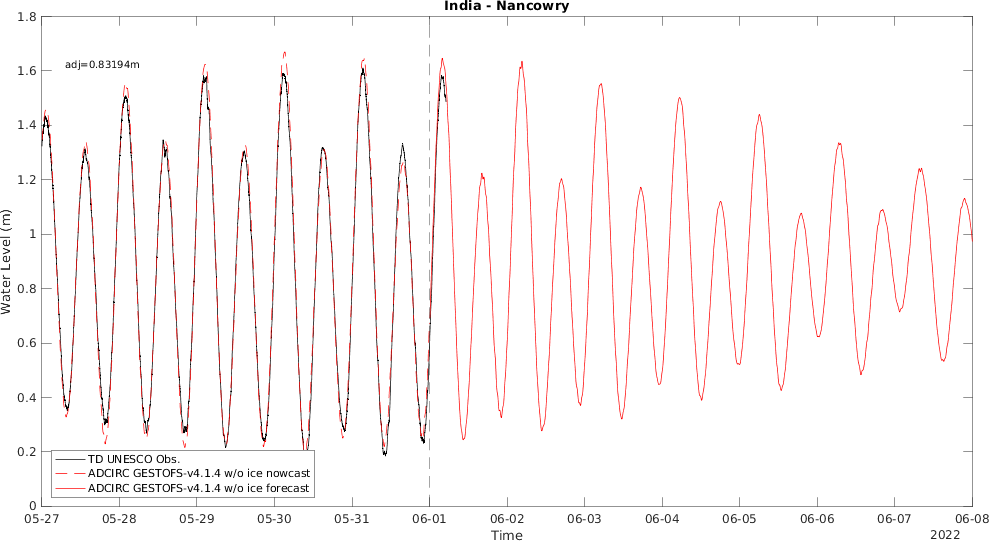 India - Nancowry
adj=0.83194m
1.8
1.6
1.4
1.2
1
0.8
0.6
0.4
0.2
0
Water Level (m)
TD UNESCO Obs.
ADCIRC GESTOFS-v4.1.4 w/o ice nowcast
ADCIRC GESTOFS-v4.1.4 w/o ice forecast
05-27 05-28 05-29 05-30 05-31 06-01 06-02 06-03 06-04 06-05 06-06 06-07 06-08
Time
2022